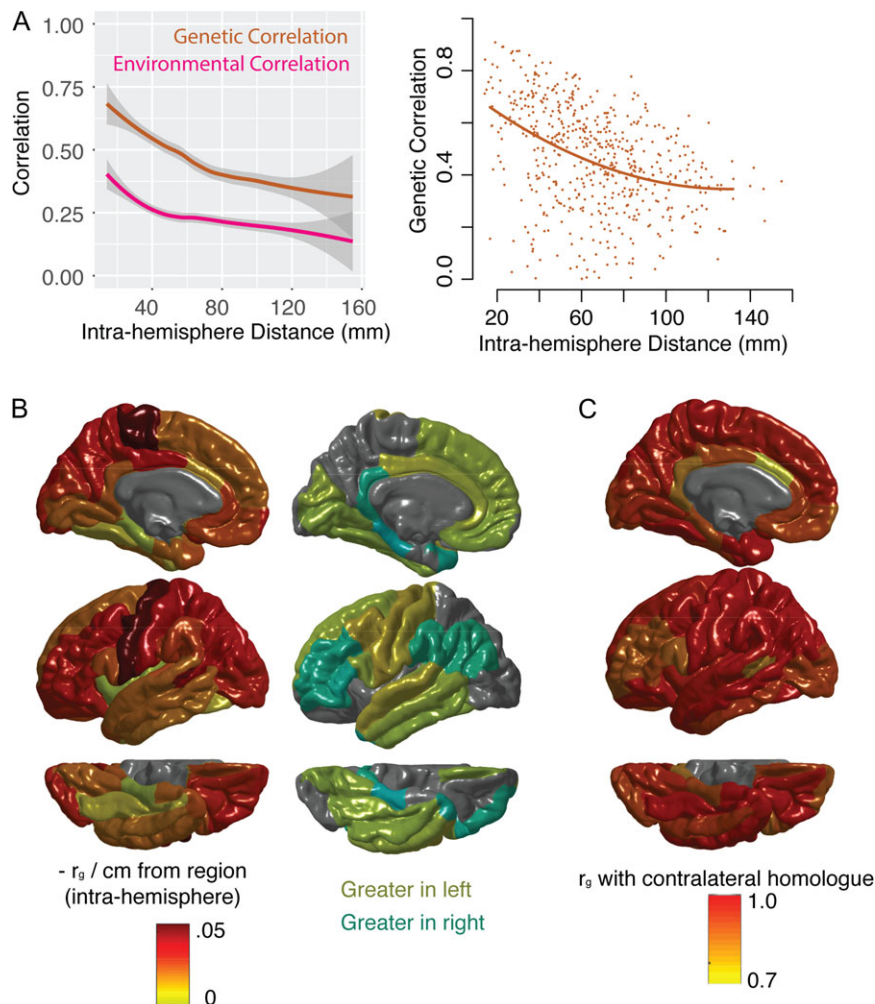 A
1.00
0.75
0.50
0.25
0.00
Correlation
Genetic Correlation
Environmental Correlation
40 80 120 160
Intra-hemisphere Distance (mm)
0.8
0.4
0.0
Genetic Correlation
20 60 100 140
Intra-hemisphere Distance (mm)
B
- rg / cm from region
(intra-hemisphere)
.05
0
Greater in left
Greater in right
C
rg with contralateral homologue
1.0
0.7